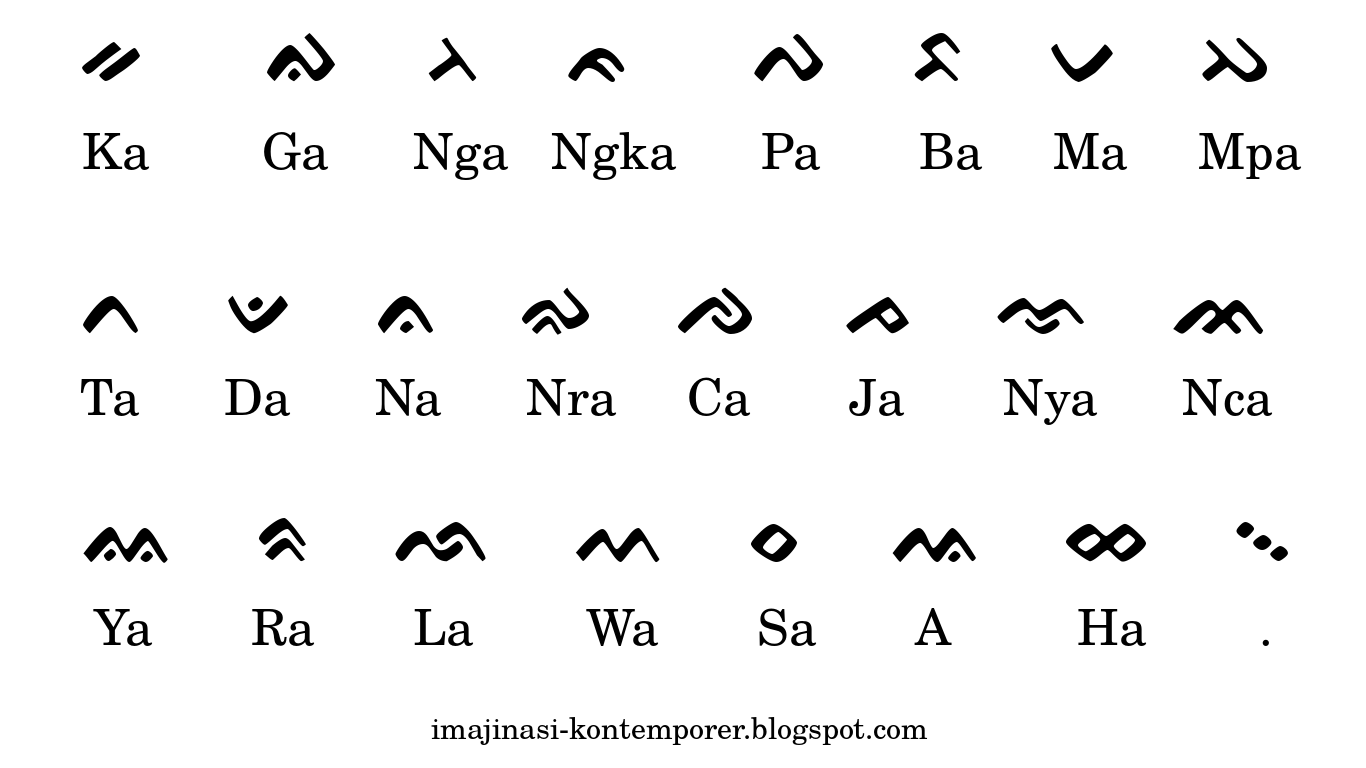 ᨀ ᨁ ᨂ ᨃ ᨄ ᨅ ᨆ ᨇ
Ka Ga Nga Ngka Pa Ba Ma Mpa
ᨈ ᨉ ᨊ ᨋ ᨌ ᨍ ᨎ ᨏ
Ta Da Na Nra Ca Ja Nya Nca
ᨐ ᨑ ᨒ ᨓ ᨔ ᨕ ᨖ ᨞
Ya Ra La Wa Sa A Ha .
imajinasi-kontemporer.blogspot.com